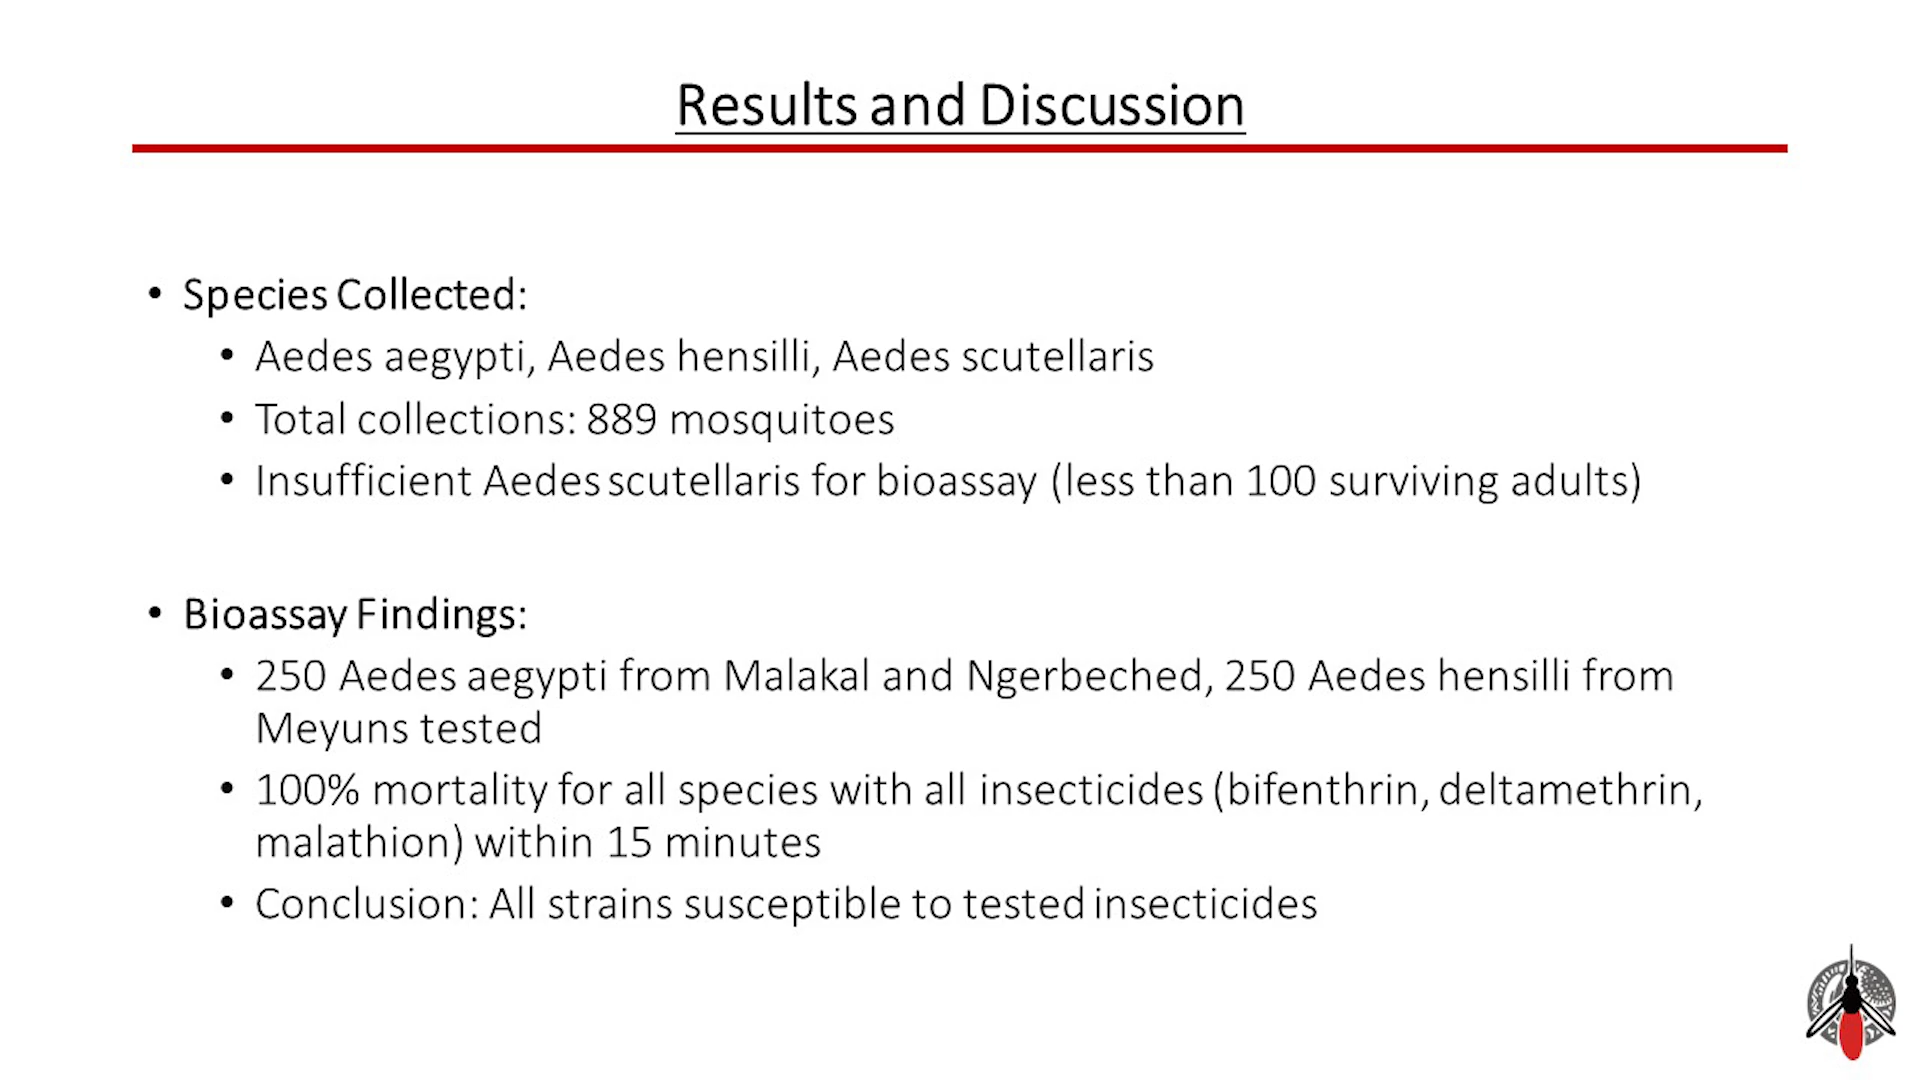 Results and Discussion
• Species Collected:
• Aedes aegypti, Aedes hensilli, Aedes scutellaris
• Total collections: 889 mosquitoes
• Insufficient Aedes scutellaris for bioassay (less than 100 surviving adults)
• Bioassay Findings:
• 250 Aedes aegypti from Malakal and Ngerbeched, 250 Aedes hensilli from
Meyuns tested
• 100% mortality for all species with all insecticides (bifenthrin, deltamethrin,
malathion) within 15 minutes
• Conclusion: All strains susceptible to tested insecticides